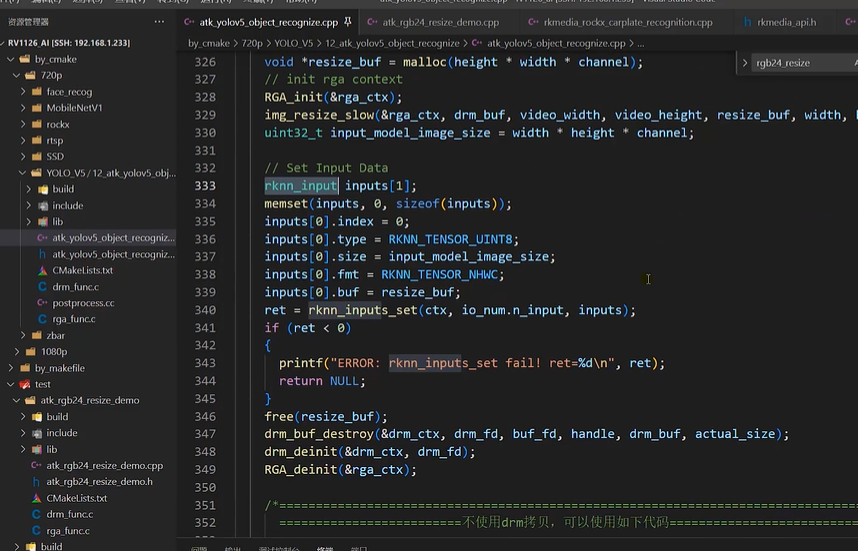 资源管理器
RV1126_AI [SSH: 192.168.1.233]
by_cmake
720p
face_recog
MobileNetV1
rockx
rtsp
SSD
YOLO_V5 / 12_atk_yolov5_obj...
build
include
lib
atk_yolov5_object_recogniz...
atk_yolov5_object_recogniz...
CMakeLists.txt
drm_func.c
postprocess.cc
rga_func.c
zbar
1080p
by_makefile
test
atk_rgb24_resize_demo
build
include
lib
atk_rgb24_resize_demo.cpp
atk_rgb24_resize_demo.h
CMakeLists.txt
drm_func.c
rga_func.c
build
atk_yolov5_object_recognize.cpp
atk_rgb24_resize_demo.cpp
rkmedia_rockx_carplate_recognition.cpp
rkmedia_api.h
by_cmake > 720p > YOLO_V5 > 12_atk_yolov5_object_recognize > atk_yolov5_object_recognize.cpp > ...
rgb24_resize
326 void *resize_buf = malloc(height * width * channel);
327 // init rga context
328 RGA_init(&rga_ctx);
329 img_resize_slow(&rga_ctx, drm_buf, video_width, video_height, resize_buf, width,
330 uint32_t input_model_image_size = width * height * channel;
331
332 // Set Input Data
333 rknn_input inputs[1];
334 memset(inputs, 0, sizeof(inputs));
335 inputs[0].index = 0;
336 inputs[0].type = RKNN_TENSOR_UINT8;
337 inputs[0].size = input_model_image_size;
338 inputs[0].fmt = RKNN_TENSOR_NHWC;
339 inputs[0].buf = resize_buf;
340 ret = rknn_inputs_set(ctx, io_num.n_input, inputs);
341 if (ret < 0)
342 {
343 printf("ERROR: rknn_inputs_set fail! ret=%d\n", ret);
344 return NULL;
345 }
346 free(resize_buf);
347 drm_buf_destroy(&drm_ctx, drm_fd, buf_fd, handle, drm_buf, actual_size);
348 drm_deinit(&drm_ctx, drm_fd);
349 RGA_deinit(&rga_ctx);
350
351 /*==================================================================
352 =========================不使用drm拷贝，可以使用如下代码==========================